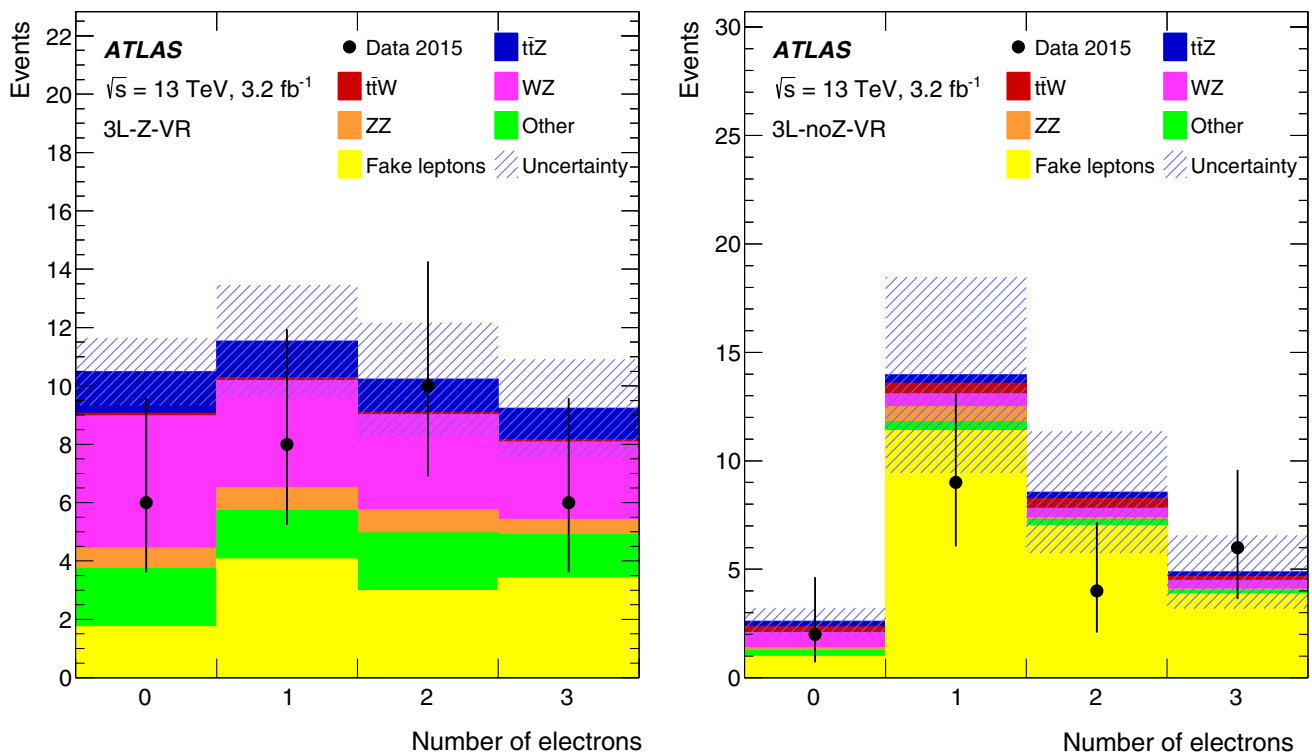 Events
22
20
18
16
14
12
10
8
6
4
2
0
ATLAS
√s = 13 TeV, 3.2 fb⁻¹
3L-Z-VR
Data 2015
tt̄Z
tt̄W
WZ
ZZ
Other
Fake leptons
Uncertainty
0 1 2 3
Number of electrons
Events
30
25
20
15
10
5
0
ATLAS
√s = 13 TeV, 3.2 fb⁻¹
3L-noZ-VR
Data 2015
tt̄Z
tt̄W
WZ
ZZ
Other
Fake leptons
Uncertainty
0 1 2 3
Number of electrons